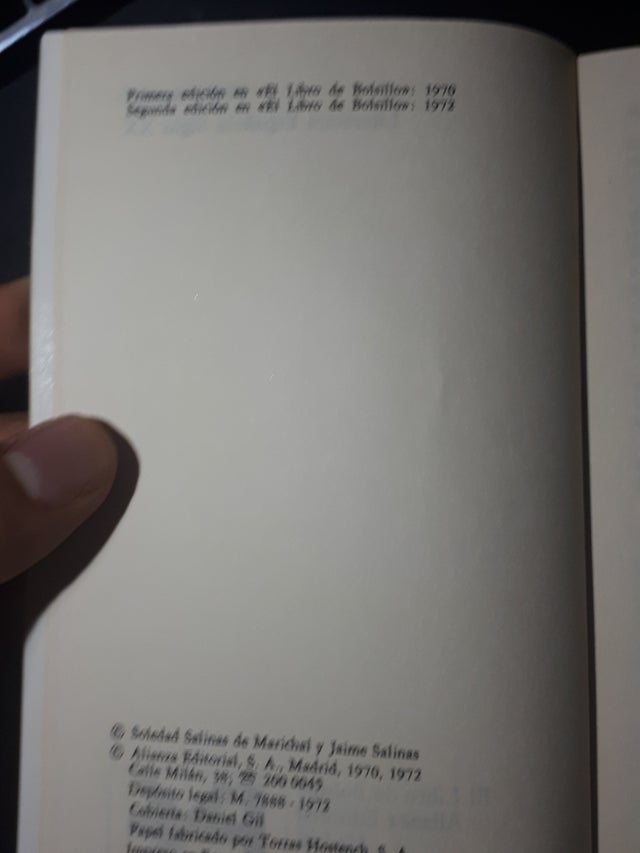 Primera edición en «El Libro de Bolsillo»: 1970
Segunda edición en «El Libro de Bolsillo»: 1972
© Soledad Salinas de Marichal y Jaime Salinas
© Alianza Editorial, S. A., Madrid, 1970, 1972
Calle Milán, 38; ☎ 200 0045
Depósito legal: M. 7888 - 1972
Cubierta: Daniel Gil
Papel fabricado por Torras Hostench, S. A.
Impreso en